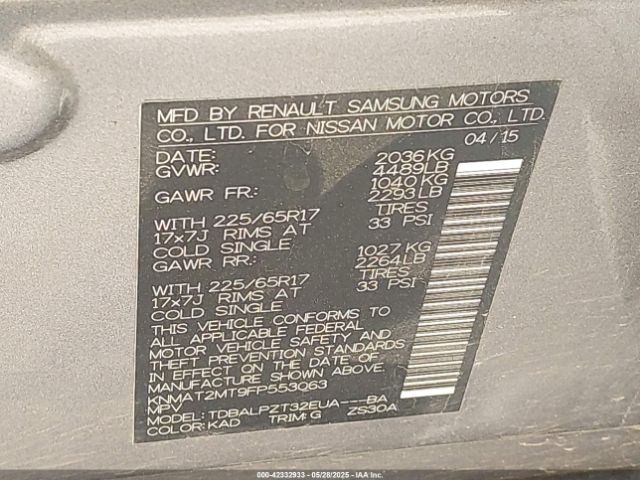 MFD BY RENAULT SAMSUNG MOTORS
CO., LTD. FOR NISSAN MOTOR CO., LTD.
DATE: 04/15
GVWR: 2036KG
4489LB
GAWR FR: 1040KG
2293LB
WITH 225/65R17 TIRES
17x7J RIMS AT 33 PSI
COLD SINGLE
GAWR RR: 1027KG
2264LB
WITH 225/65R17 TIRES
17x7J RIMS AT 33 PSI
COLD SINGLE
THIS VEHICLE CONFORMS TO
ALL APPLICABLE FEDERAL
MOTOR VEHICLE SAFETY AND
THEFT PREVENTION STANDARDS
IN EFFECT ON THE DATE OF
MANUFACTURE SHOWN ABOVE.
KNMAT2MT9FP553063
MPV
MODEL: TDBALPZT32EUA---BA
COLOR: KAD TRIM: G ZS30A
000-42332933 - 05/28/2025 - IAAI.COM